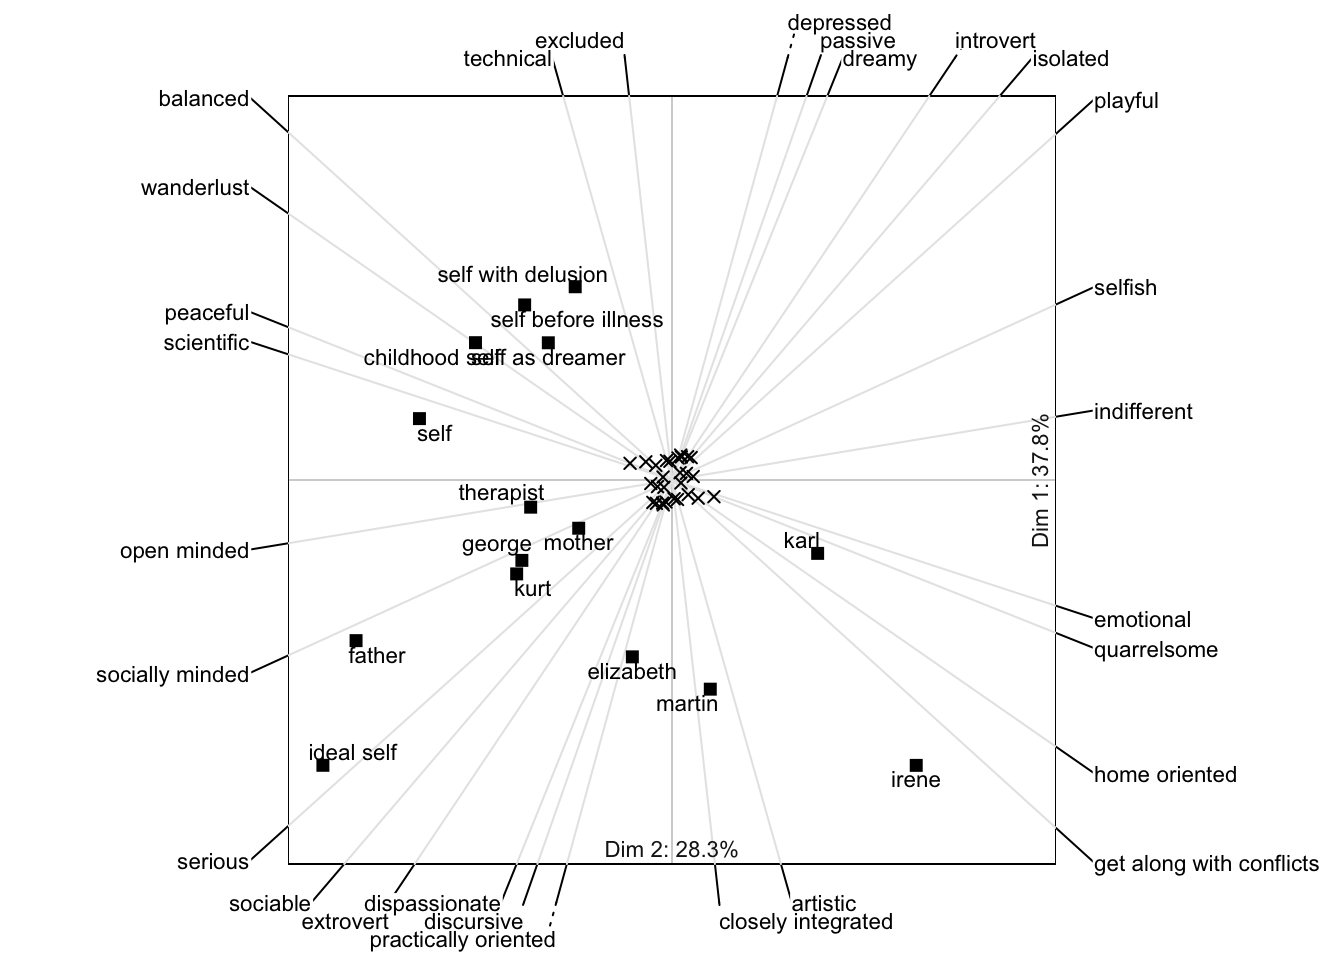 depressed
excluded
passive
introvert
technical
dreamy
isolated
balanced
playful
wanderlust
self with delusion
selfish
peaceful
self before illness
scientific
childhood self
self as dreamer
indifferent
self
Dim 1: 37.8%
therapist
open minded
george
mother
karl
kurt
emotional
quarrelsome
father
elizabeth
socially minded
martin
ideal self
home oriented
irene
Dim 2: 28.3%
serious
get along with conflicts
sociable
dispassionate
artistic
extrovert
discursive
closely integrated
practically oriented